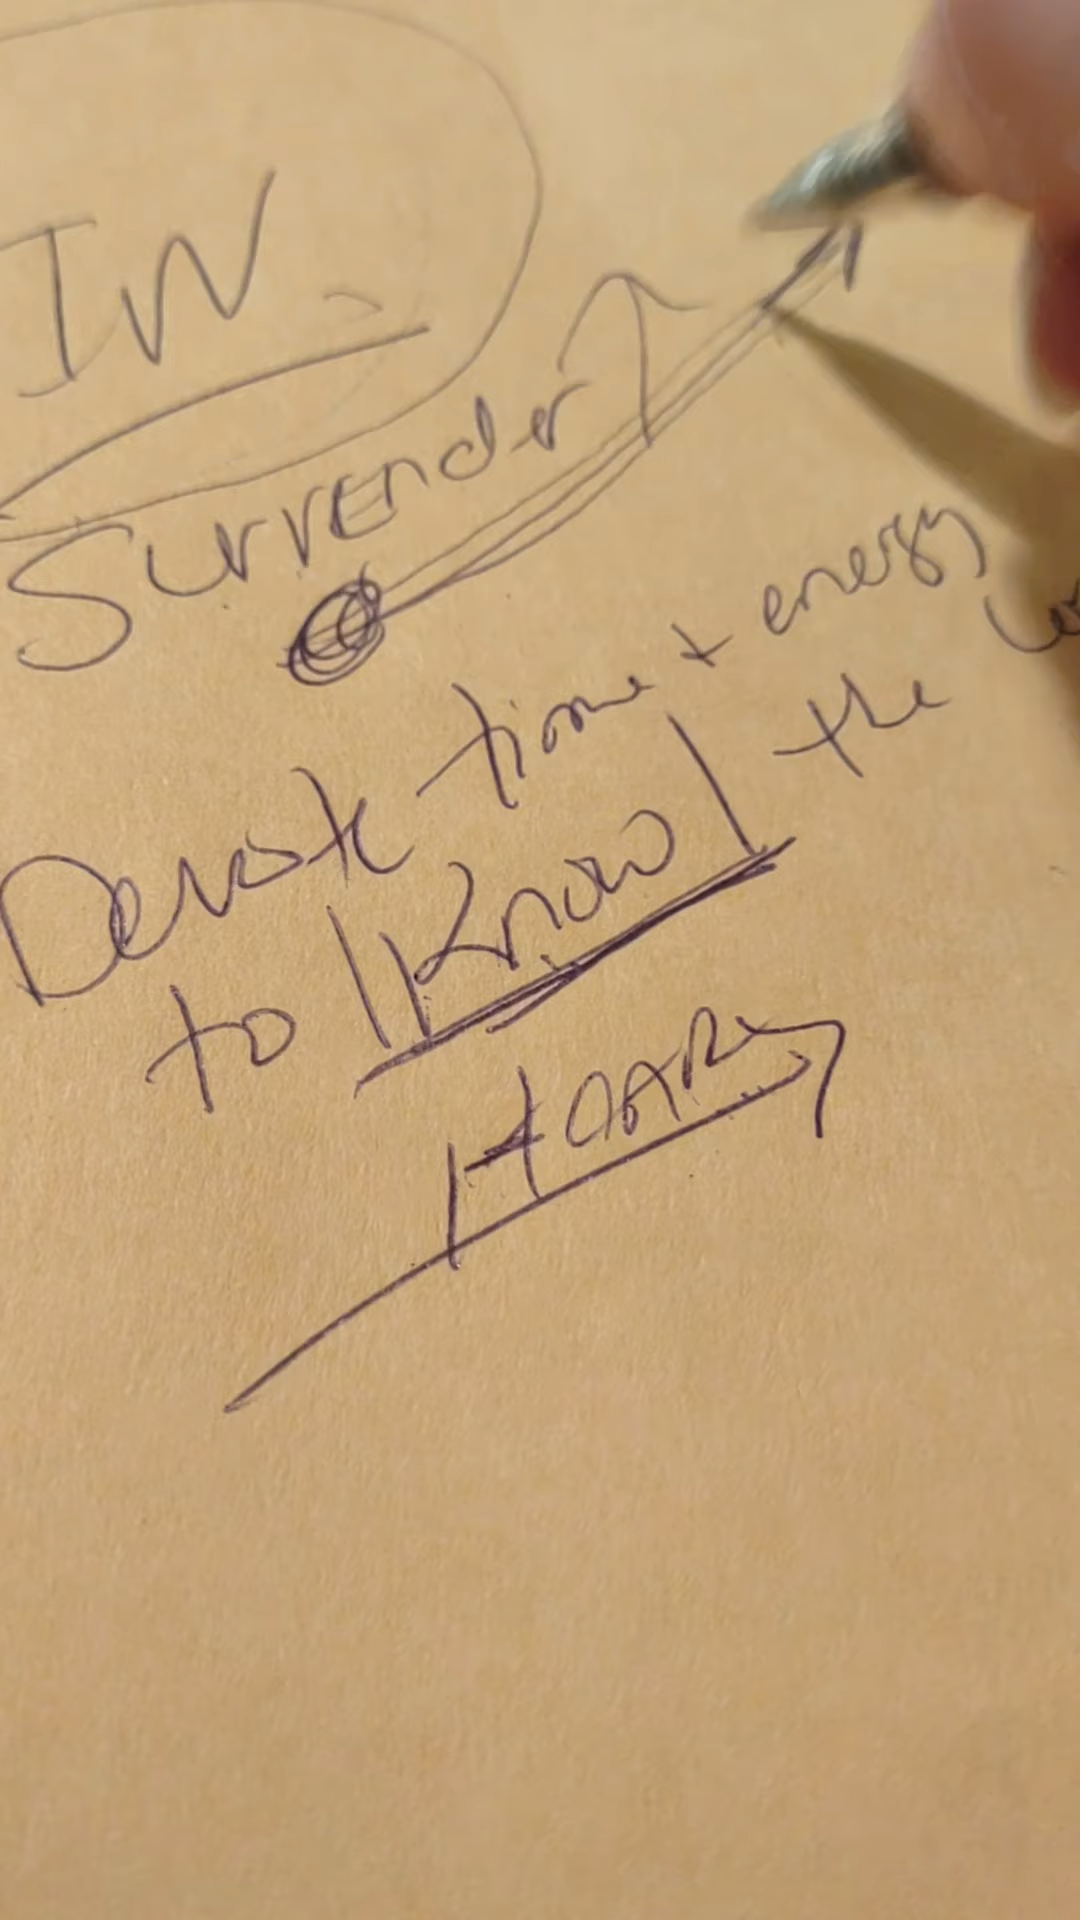 IN
Surrender
Devote time + energy
to Know the